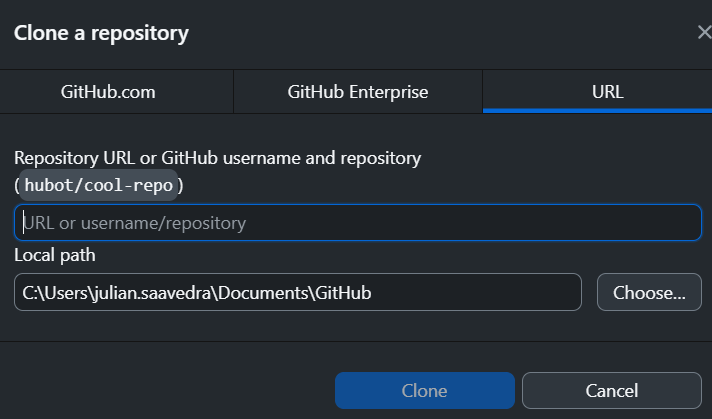 Clone a repository
GitHub.com
GitHub Enterprise
URL
Repository URL or GitHub username and repository
(hubot/cool-repo)
URL or username/repository
Local path
C:\Users\julian.saavedra\Documents\GitHub
Choose...
Clone
Cancel